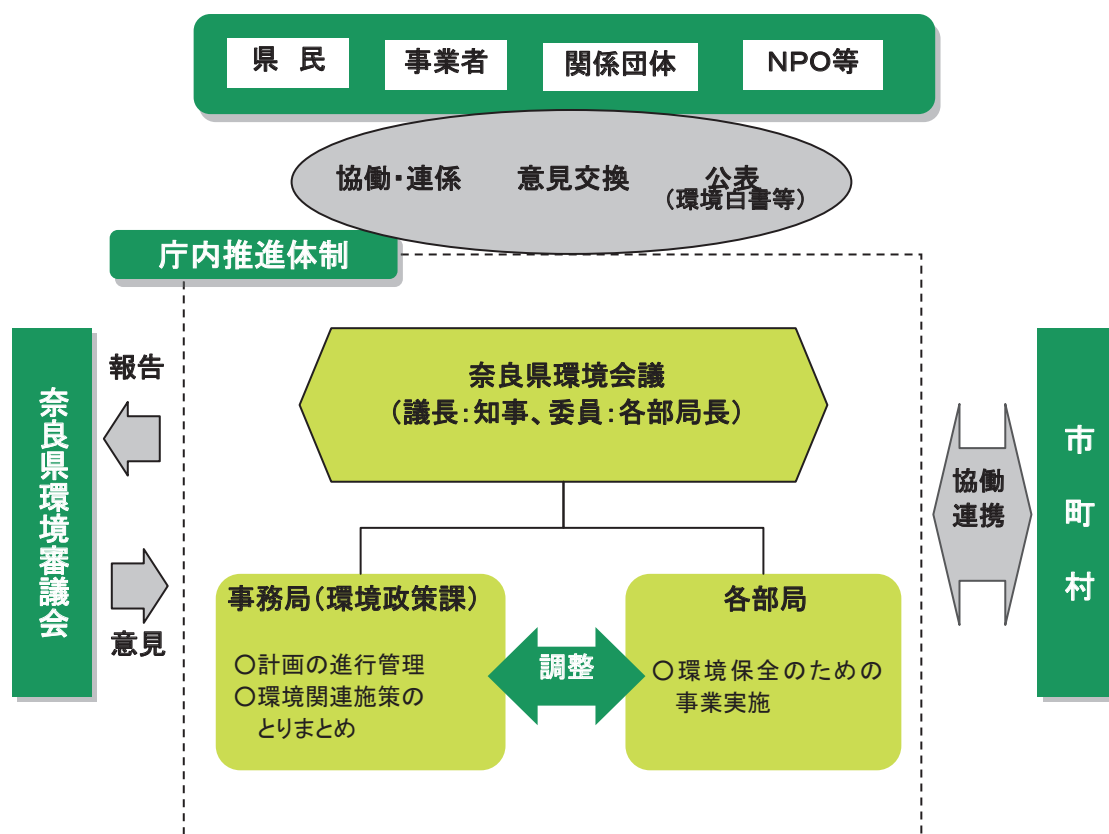 県 民
事業者
関係団体
NPO等
協働・連係
意見交換
公表
（環境白書等）
庁内推進体制
奈良県環境会議
（議長：知事、委員：各部局長）
報告
奈良県環境審議会
意見
協働
連携
市町村
事務局（環境政策課）
○計画の進行管理
○環境関連施策の
とりまとめ
調整
各部局
○環境保全のための
事業実施